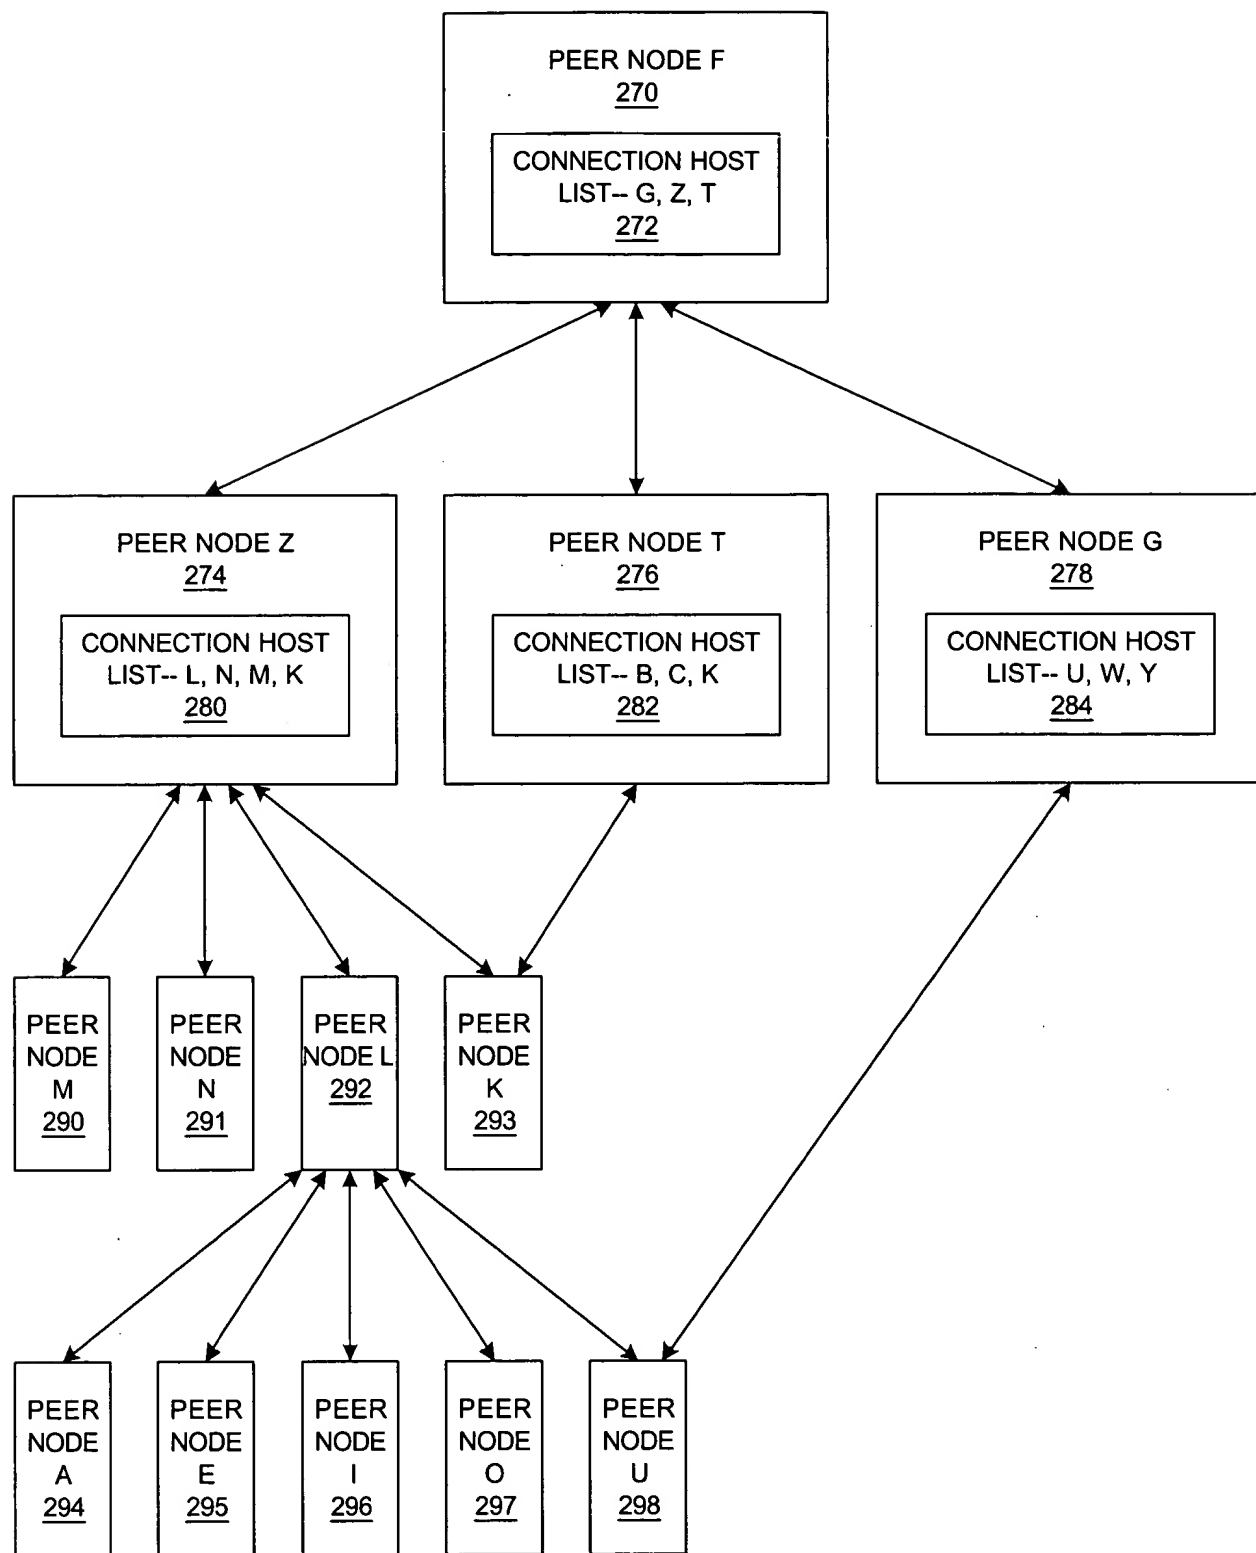 PEER NODE F
270
CONNECTION HOST
LIST-- G, Z, T
272
PEER NODE Z
274
CONNECTION HOST
LIST-- L, N, M, K
280
PEER NODE T
276
CONNECTION HOST
LIST-- B, C, K
282
PEER NODE G
278
CONNECTION HOST
LIST-- U, W, Y
284
PEER
NODE
M
290
PEER
NODE
N
291
PEER
NODE L
292
PEER
NODE
K
293
PEER
NODE
A
294
PEER
NODE
E
295
PEER
NODE
I
296
PEER
NODE
O
297
PEER
NODE
U
298